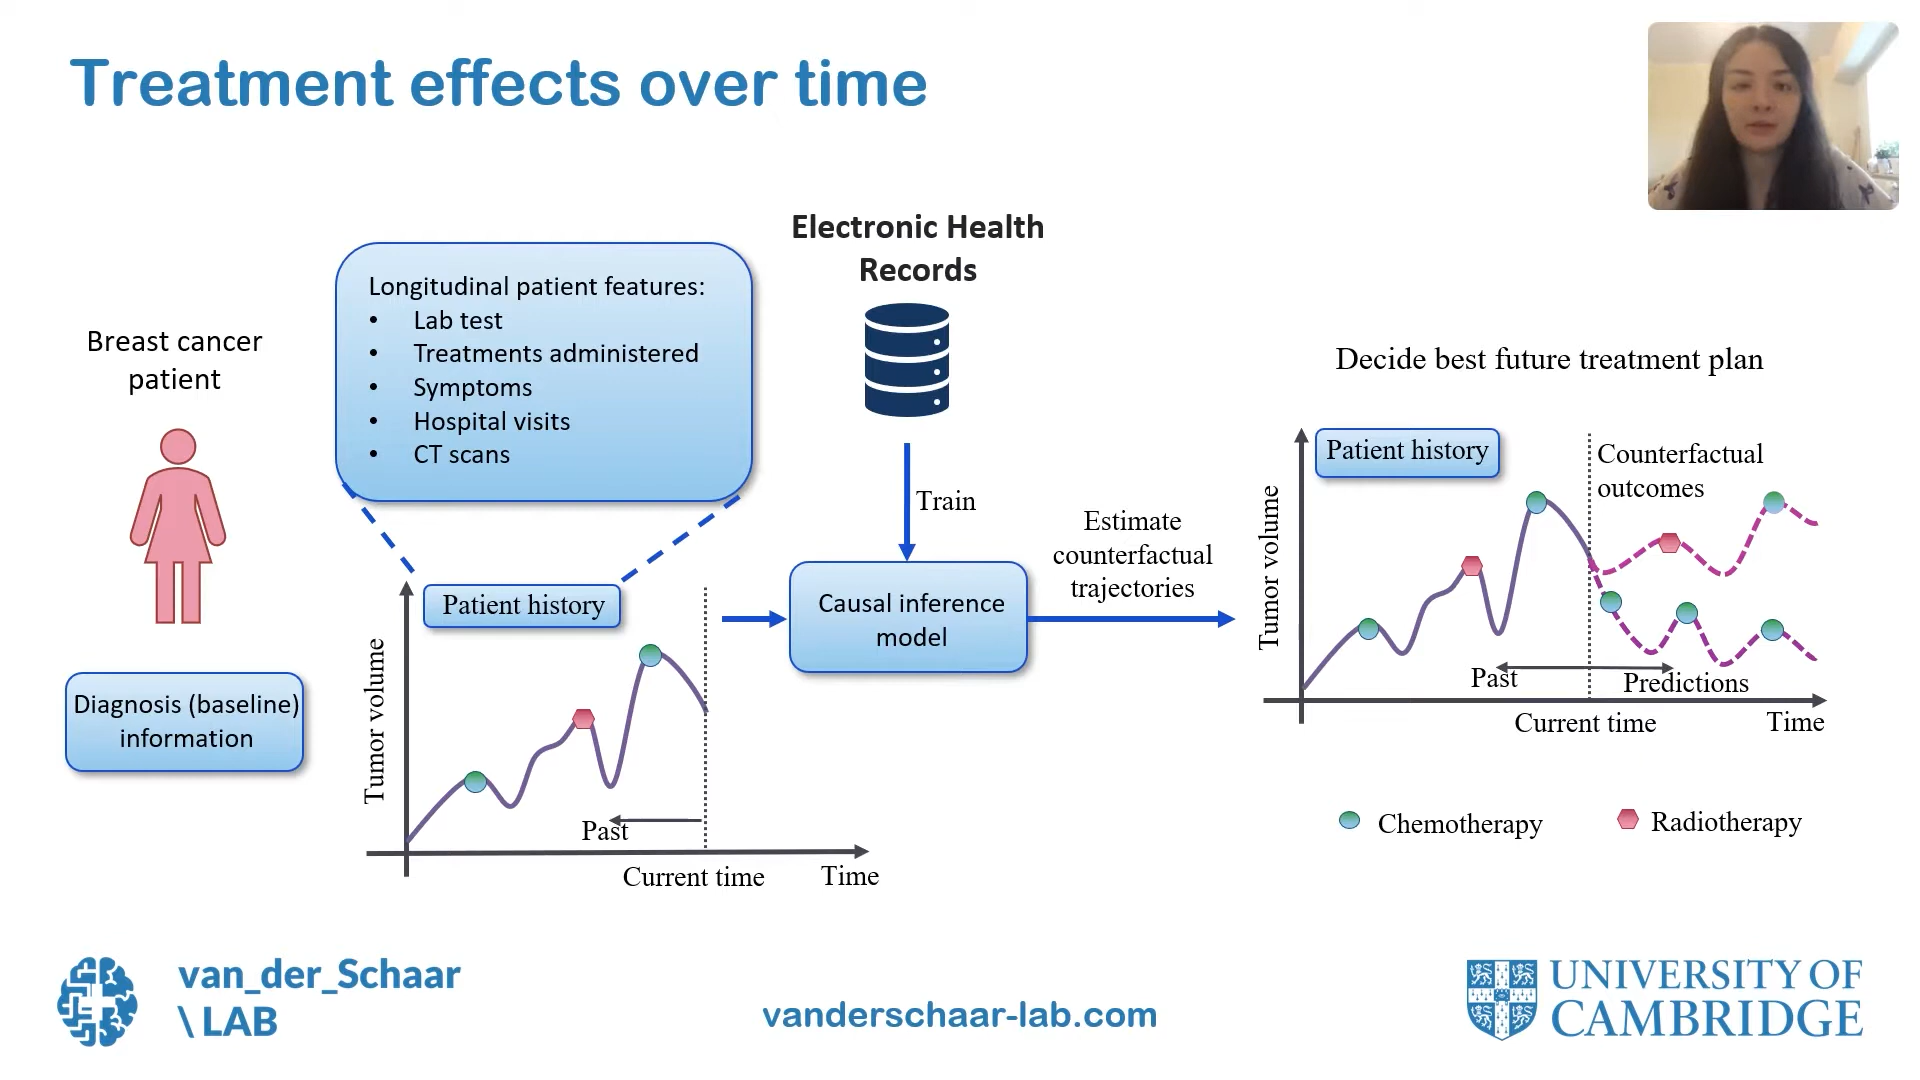 Treatment effects over time
Electronic Health
Records
Longitudinal patient features:
• Lab test
• Treatments administered
• Symptoms
• Hospital visits
• CT scans
Breast cancer
patient
Diagnosis (baseline)
information
Patient history
Tumor volume
Past
Current time
Time
Train
Causal inference
model
Estimate
counterfactual
trajectories
Decide best future treatment plan
Patient history
Counterfactual
outcomes
Tumor volume
Past
Predictions
Current time
Time
Chemotherapy
Radiotherapy
van_der_Schaar
\ LAB
vanderschaar-lab.com
UNIVERSITY OF
CAMBRIDGE